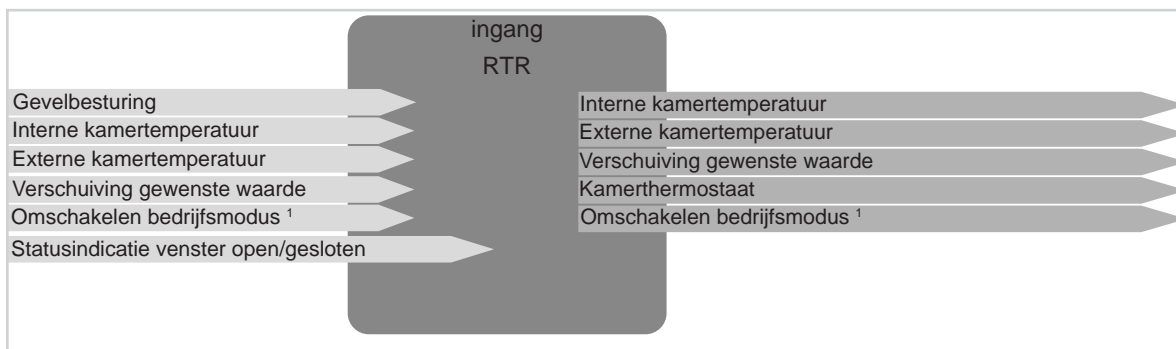 ingang
RTR
Gevelbesturing
Interne kamertemperatuur
Externe kamertemperatuur
Verschuiving gewenste waarde
Omschakelen bedrijfsmodus ¹
Statusindicatie venster open/gesloten
Interne kamertemperatuur
Externe kamertemperatuur
Verschuiving gewenste waarde
Kamerthermostaat
Omschakelen bedrijfsmodus ¹